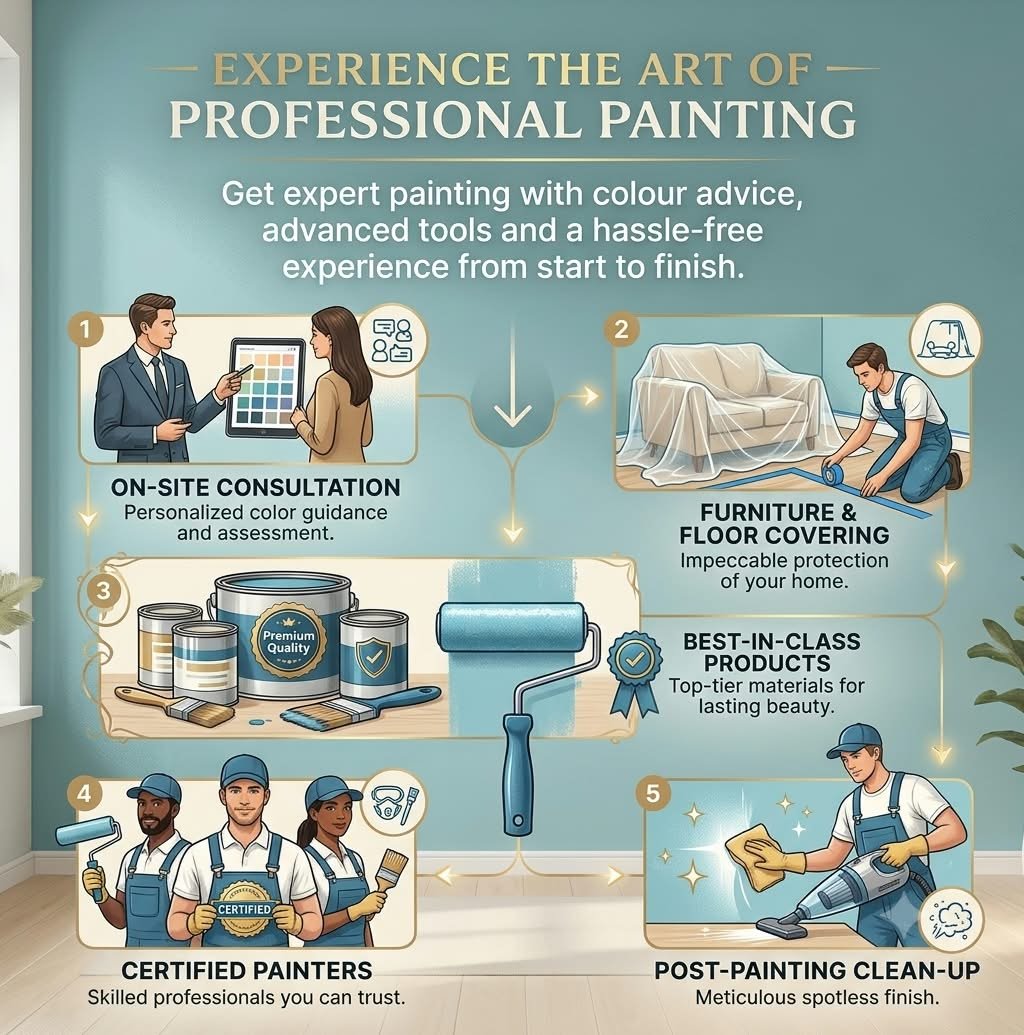 EXPERIENCE THE ART OF
PROFESSIONAL PAINTING
Get expert painting with colour advice,
advanced tools and a hassle-free
experience from start to finish.
1
ON-SITE CONSULTATION
Personalized color guidance
and assessment.
2
FURNITURE &
FLOOR COVERING
Impeccable protection
of your home.
3
Premium
Quality
BEST-IN-CLASS
PRODUCTS
Top-tier materials for
lasting beauty.
4
CERTIFIED
CERTIFIED PAINTERS
Skilled professionals you can trust.
5
POST-PAINTING CLEAN-UP
Meticulous spotless finish.